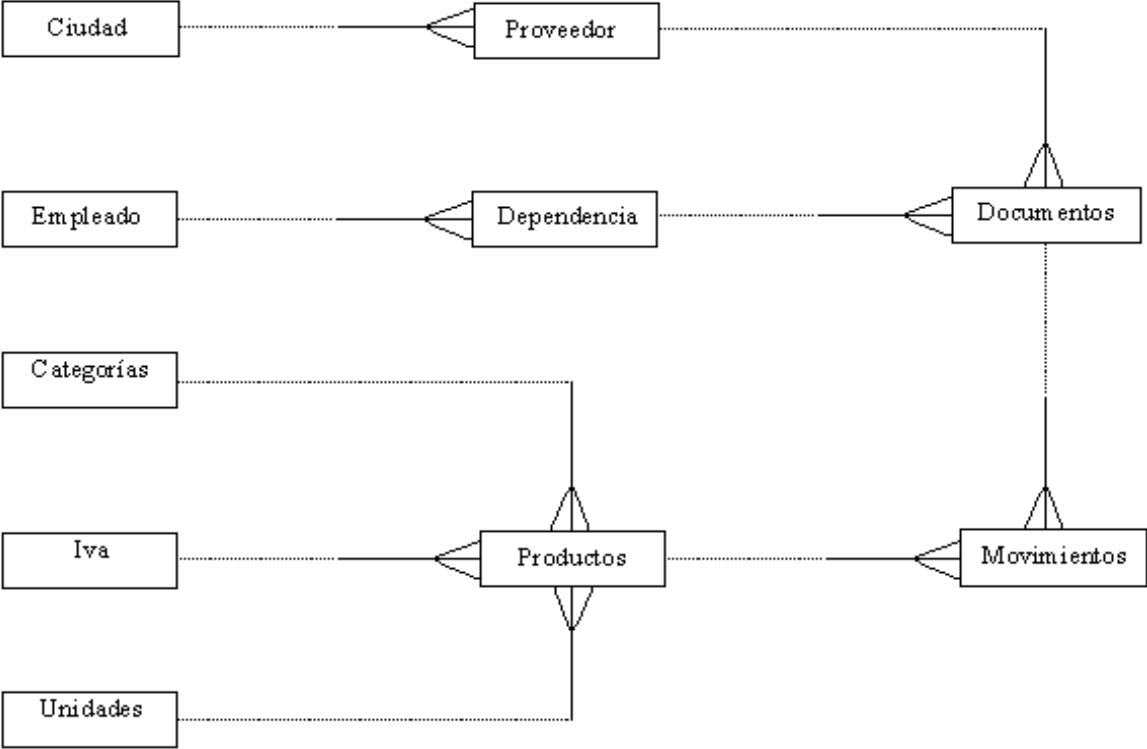 Ciudad
Proveedor
Empleado
Dependencia
Documentos
Categorías
Iva
Productos
Movimientos
Unidades